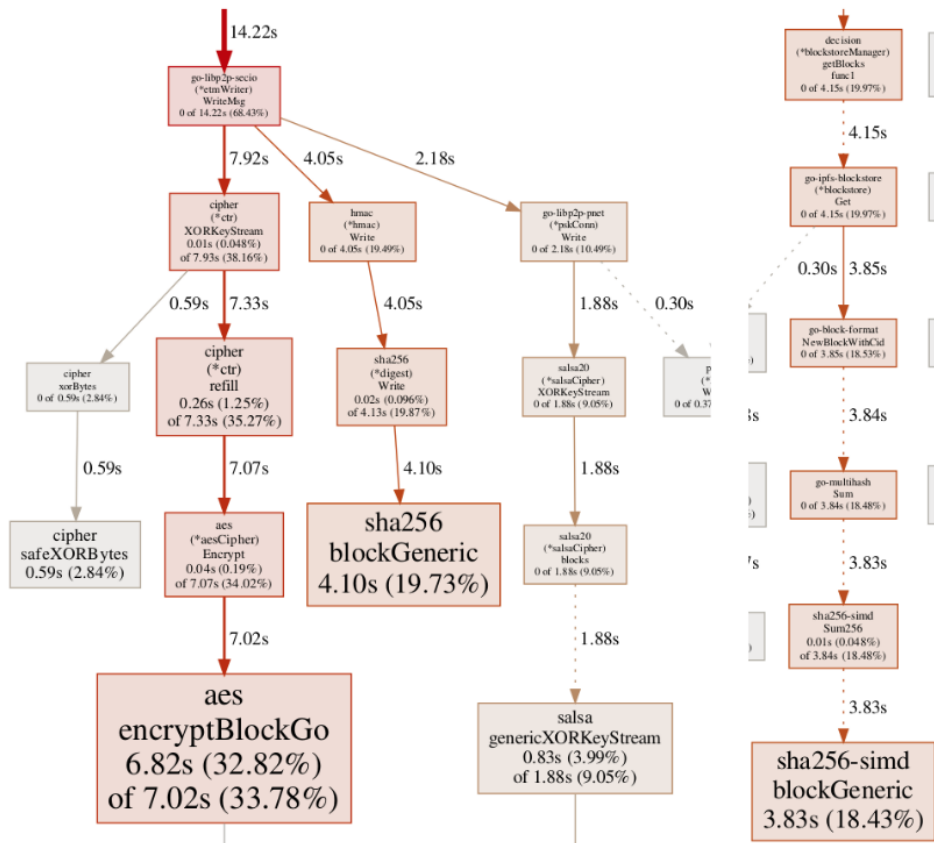 14.22s
go-libp2p-secio
(*etmWriter)
WriteMsg
0 of 14.22s (68.43%)
7.92s
4.05s
2.18s
cipher
(*ctr)
XORKeyStream
0.01s (0.048%)
of 7.93s (38.16%)
hmac
(*hmac)
Write
0 of 4.05s (19.49%)
go-libp2p-pnet
(*pskConn)
Write
0 of 2.18s (10.49%)
0.59s
7.33s
4.05s
1.88s
0.30s
cipher
xorBytes
0 of 0.59s (2.84%)
cipher
(*ctr)
refill
0.26s (1.25%)
of 7.33s (35.27%)
sha256
(*digest)
Write
0.02s (0.096%)
of 4.13s (19.87%)
salsa20
(*salsaCipher)
XORKeyStream
0 of 1.88s (9.05%)
0 of 0.37
0.59s
7.07s
4.10s
1.88s
cipher
safeXORBytes
0.59s (2.84%)
aes
(*aesCipher)
Encrypt
0.04s (0.19%)
of 7.07s (34.02%)
sha256
blockGeneric
4.10s (19.73%)
salsa20
(*salsaCipher)
blocks
0 of 1.88s (9.05%)
7.02s
1.88s
aes
encryptBlockGo
6.82s (32.82%)
of 7.02s (33.78%)
salsa
genericXORKeyStream
0.83s (3.99%)
of 1.88s (9.05%)
decision
(*blockstoreManager)
getBlocks
func1
0 of 4.15s (19.97%)
4.15s
go-ipfs-blockstore
(*blockstore)
Get
0 of 4.15s (19.97%)
0.30s
3.85s
go-block-format
NewBlockWithCid
0 of 3.85s (18.53%)
3.84s
go-multihash
Sum
0 of 3.84s (18.48%)
3.83s
sha256-simd
Sum256
0.01s (0.048%)
of 3.84s (18.48%)
3.83s
sha256-simd
blockGeneric
3.83s (18.43%)